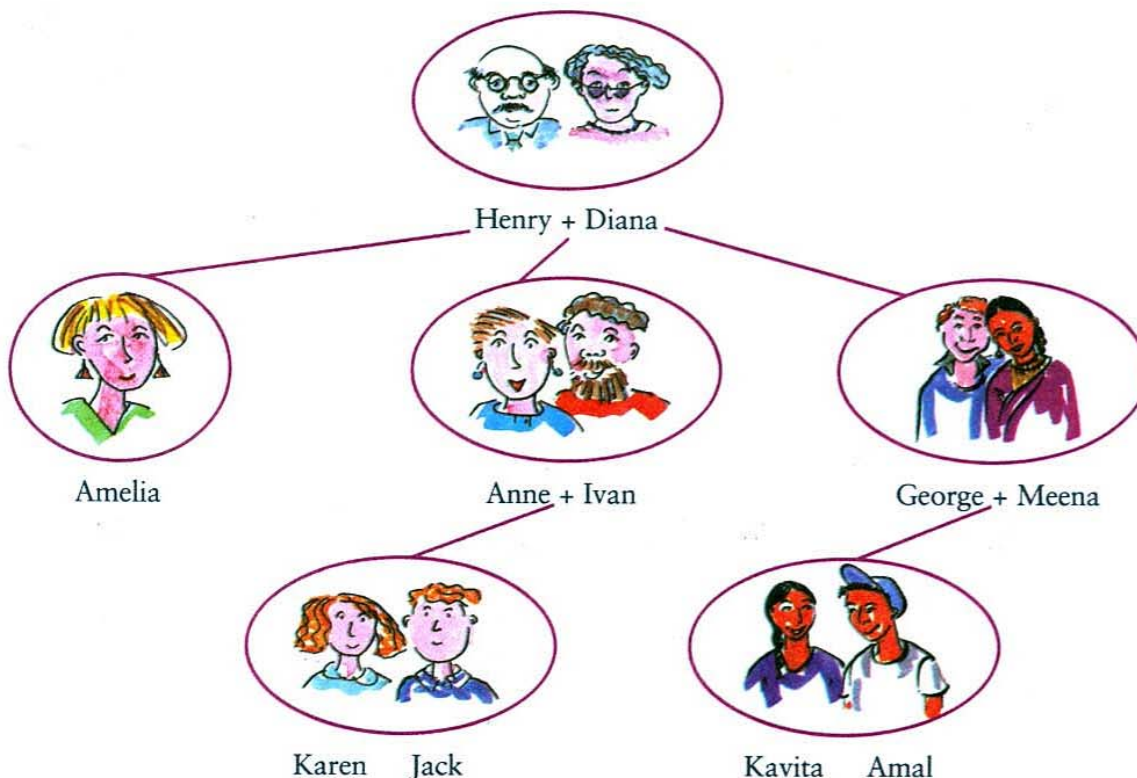 Henry + Diana
Amelia
Anne + Ivan
George + Meena
Karen Jack
Kavita Amal